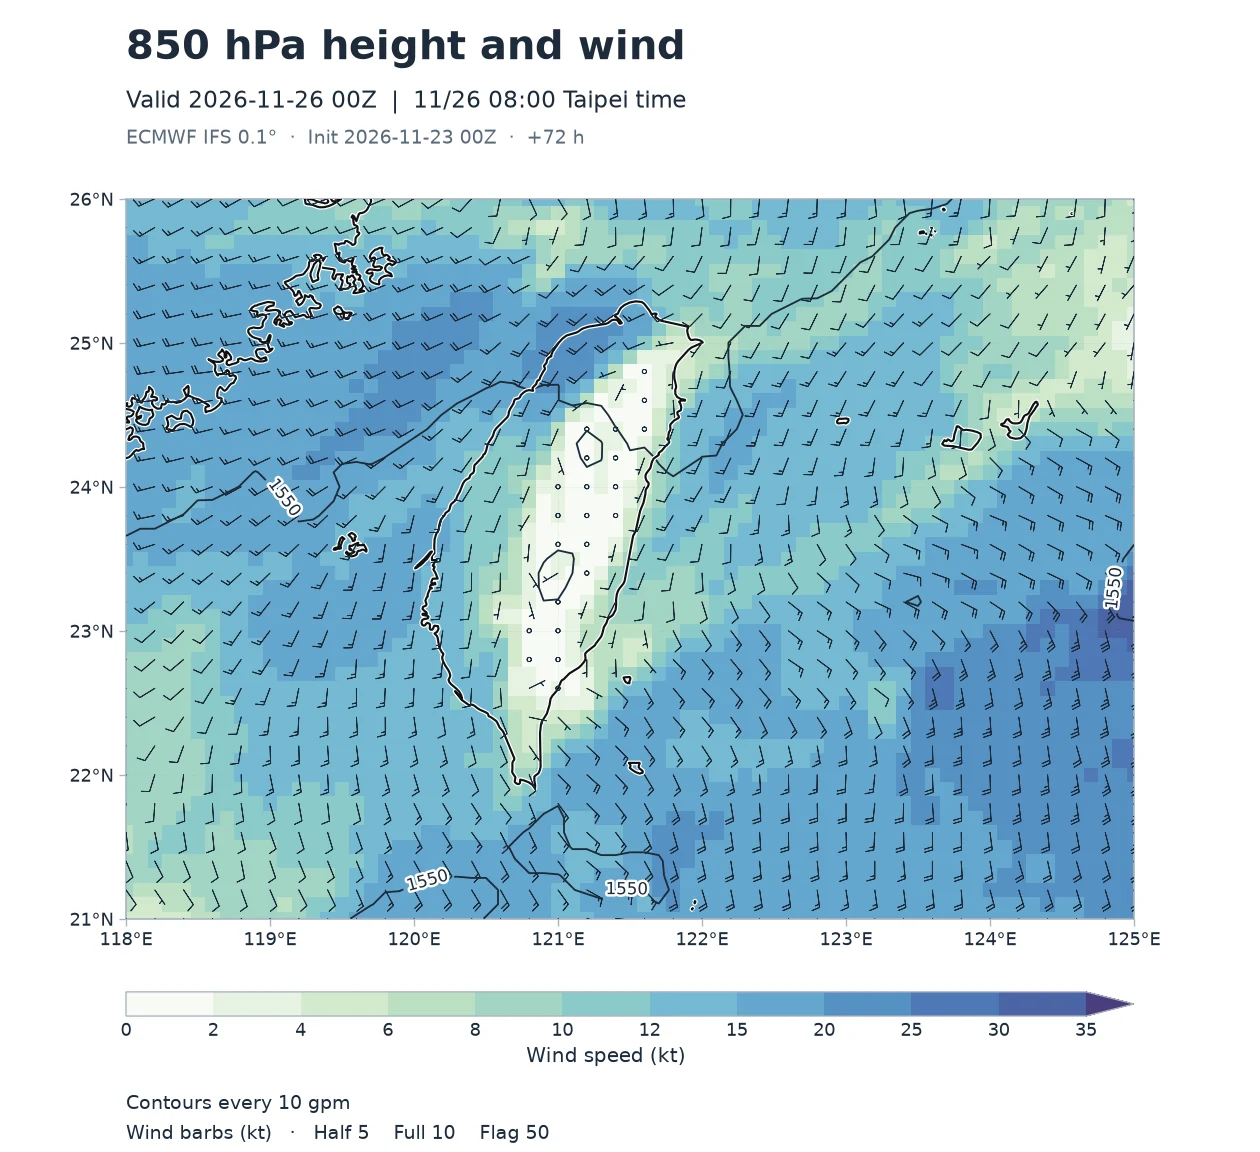 850 hPa height and wind
Valid 2026-11-26 00Z | 11/26 08:00 Taipei time
ECMWF IFS 0.1° · Init 2026-11-23 00Z · +72 h
26°N
25°N
24°N
23°N
22°N
21°N
1550
1550
1550
1550
118°E 119°E 120°E 121°E 122°E 123°E 124°E 125°E
0 2 4 6 8 10 12 15 20 25 30 35
Wind speed (kt)
Contours every 10 gpm
Wind barbs (kt) · Half 5 Full 10 Flag 50